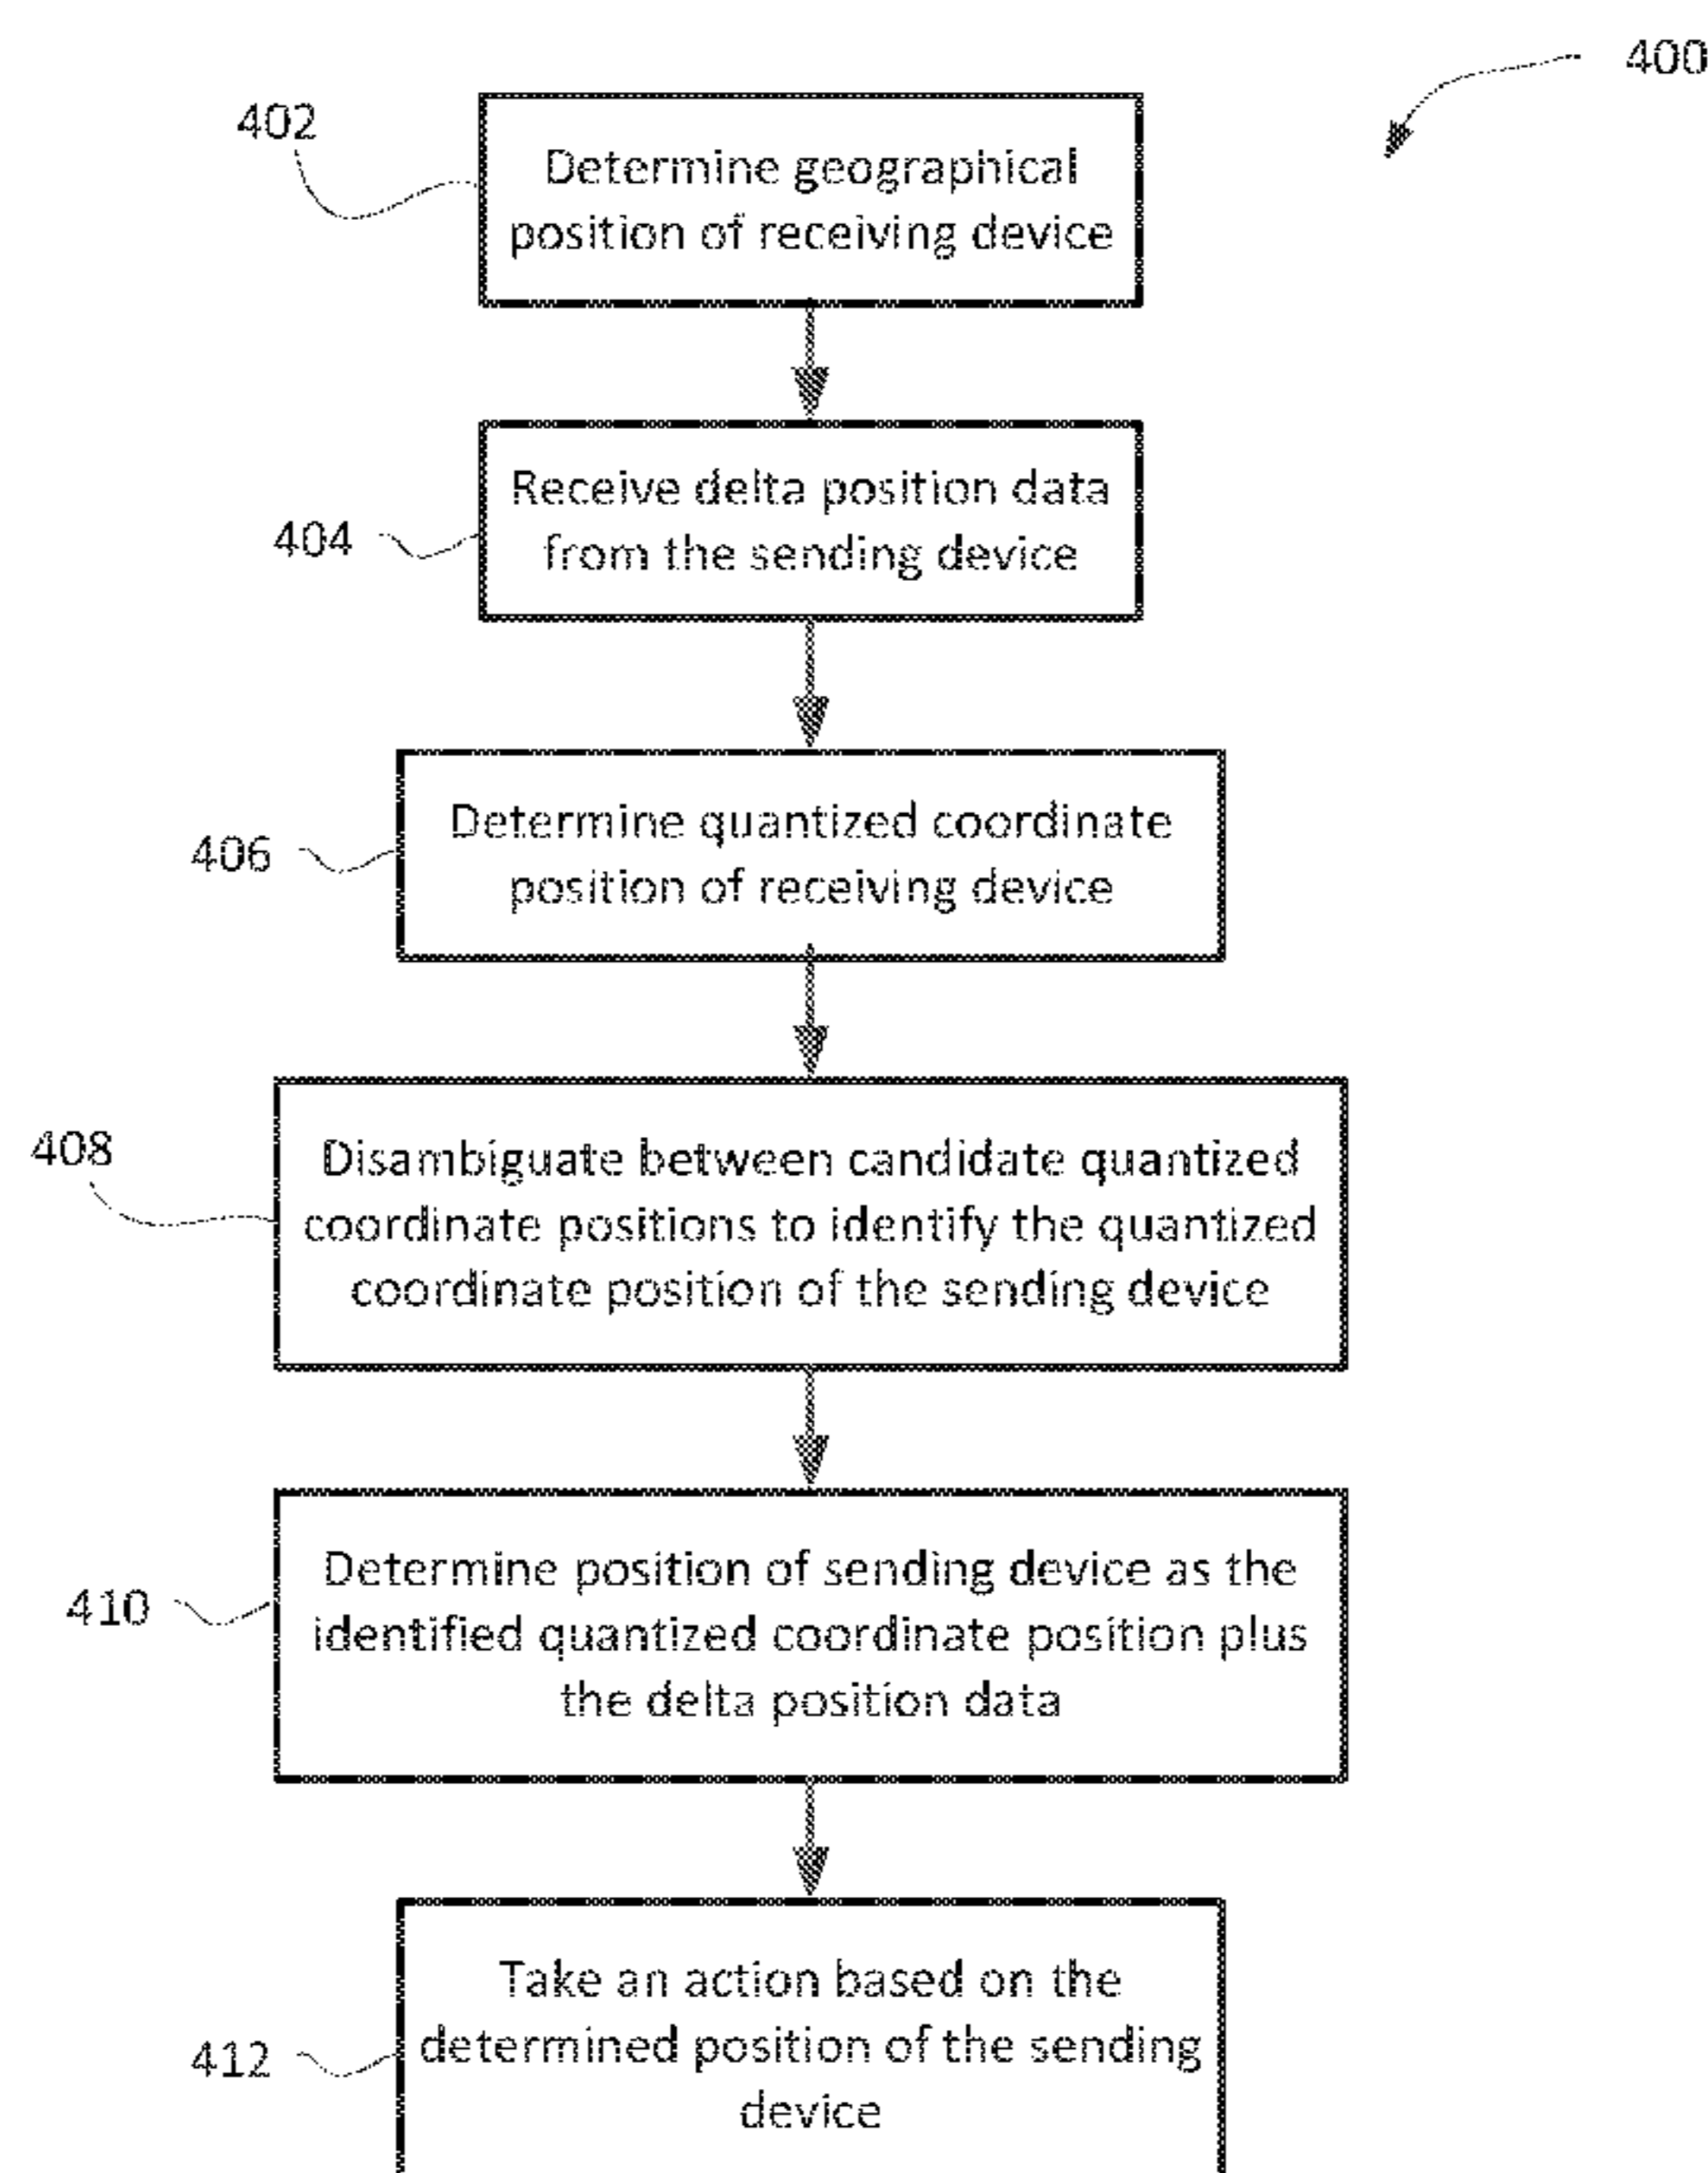 400
402
Determine geographical
position of receiving device
404
Receive delta position data
from the sending device
406
Determine quantized coordinate
position of receiving device
408
Disambiguate between candidate quantized
coordinate positions to identify the quantized
coordinate position of the sending device
410
Determine position of sending device as the
identified quantized coordinate position plus
the delta position data
412
Take an action based on the
determined position of the sending
device